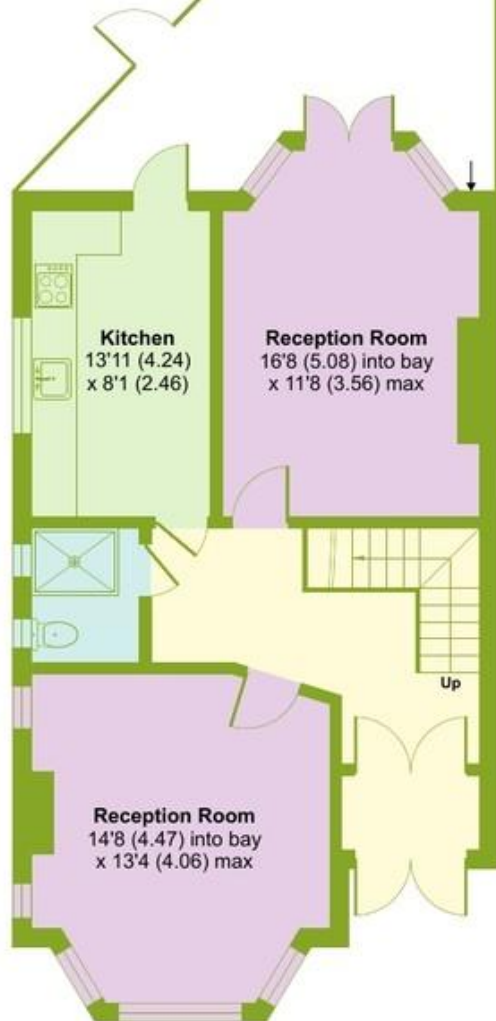 Kitchen
13'11 (4.24)
x 8'1 (2.46)
Reception Room
16'8 (5.08) into bay
x 11'8 (3.56) max
Up
Reception Room
14'8 (4.47) into bay
x 13'4 (4.06) max